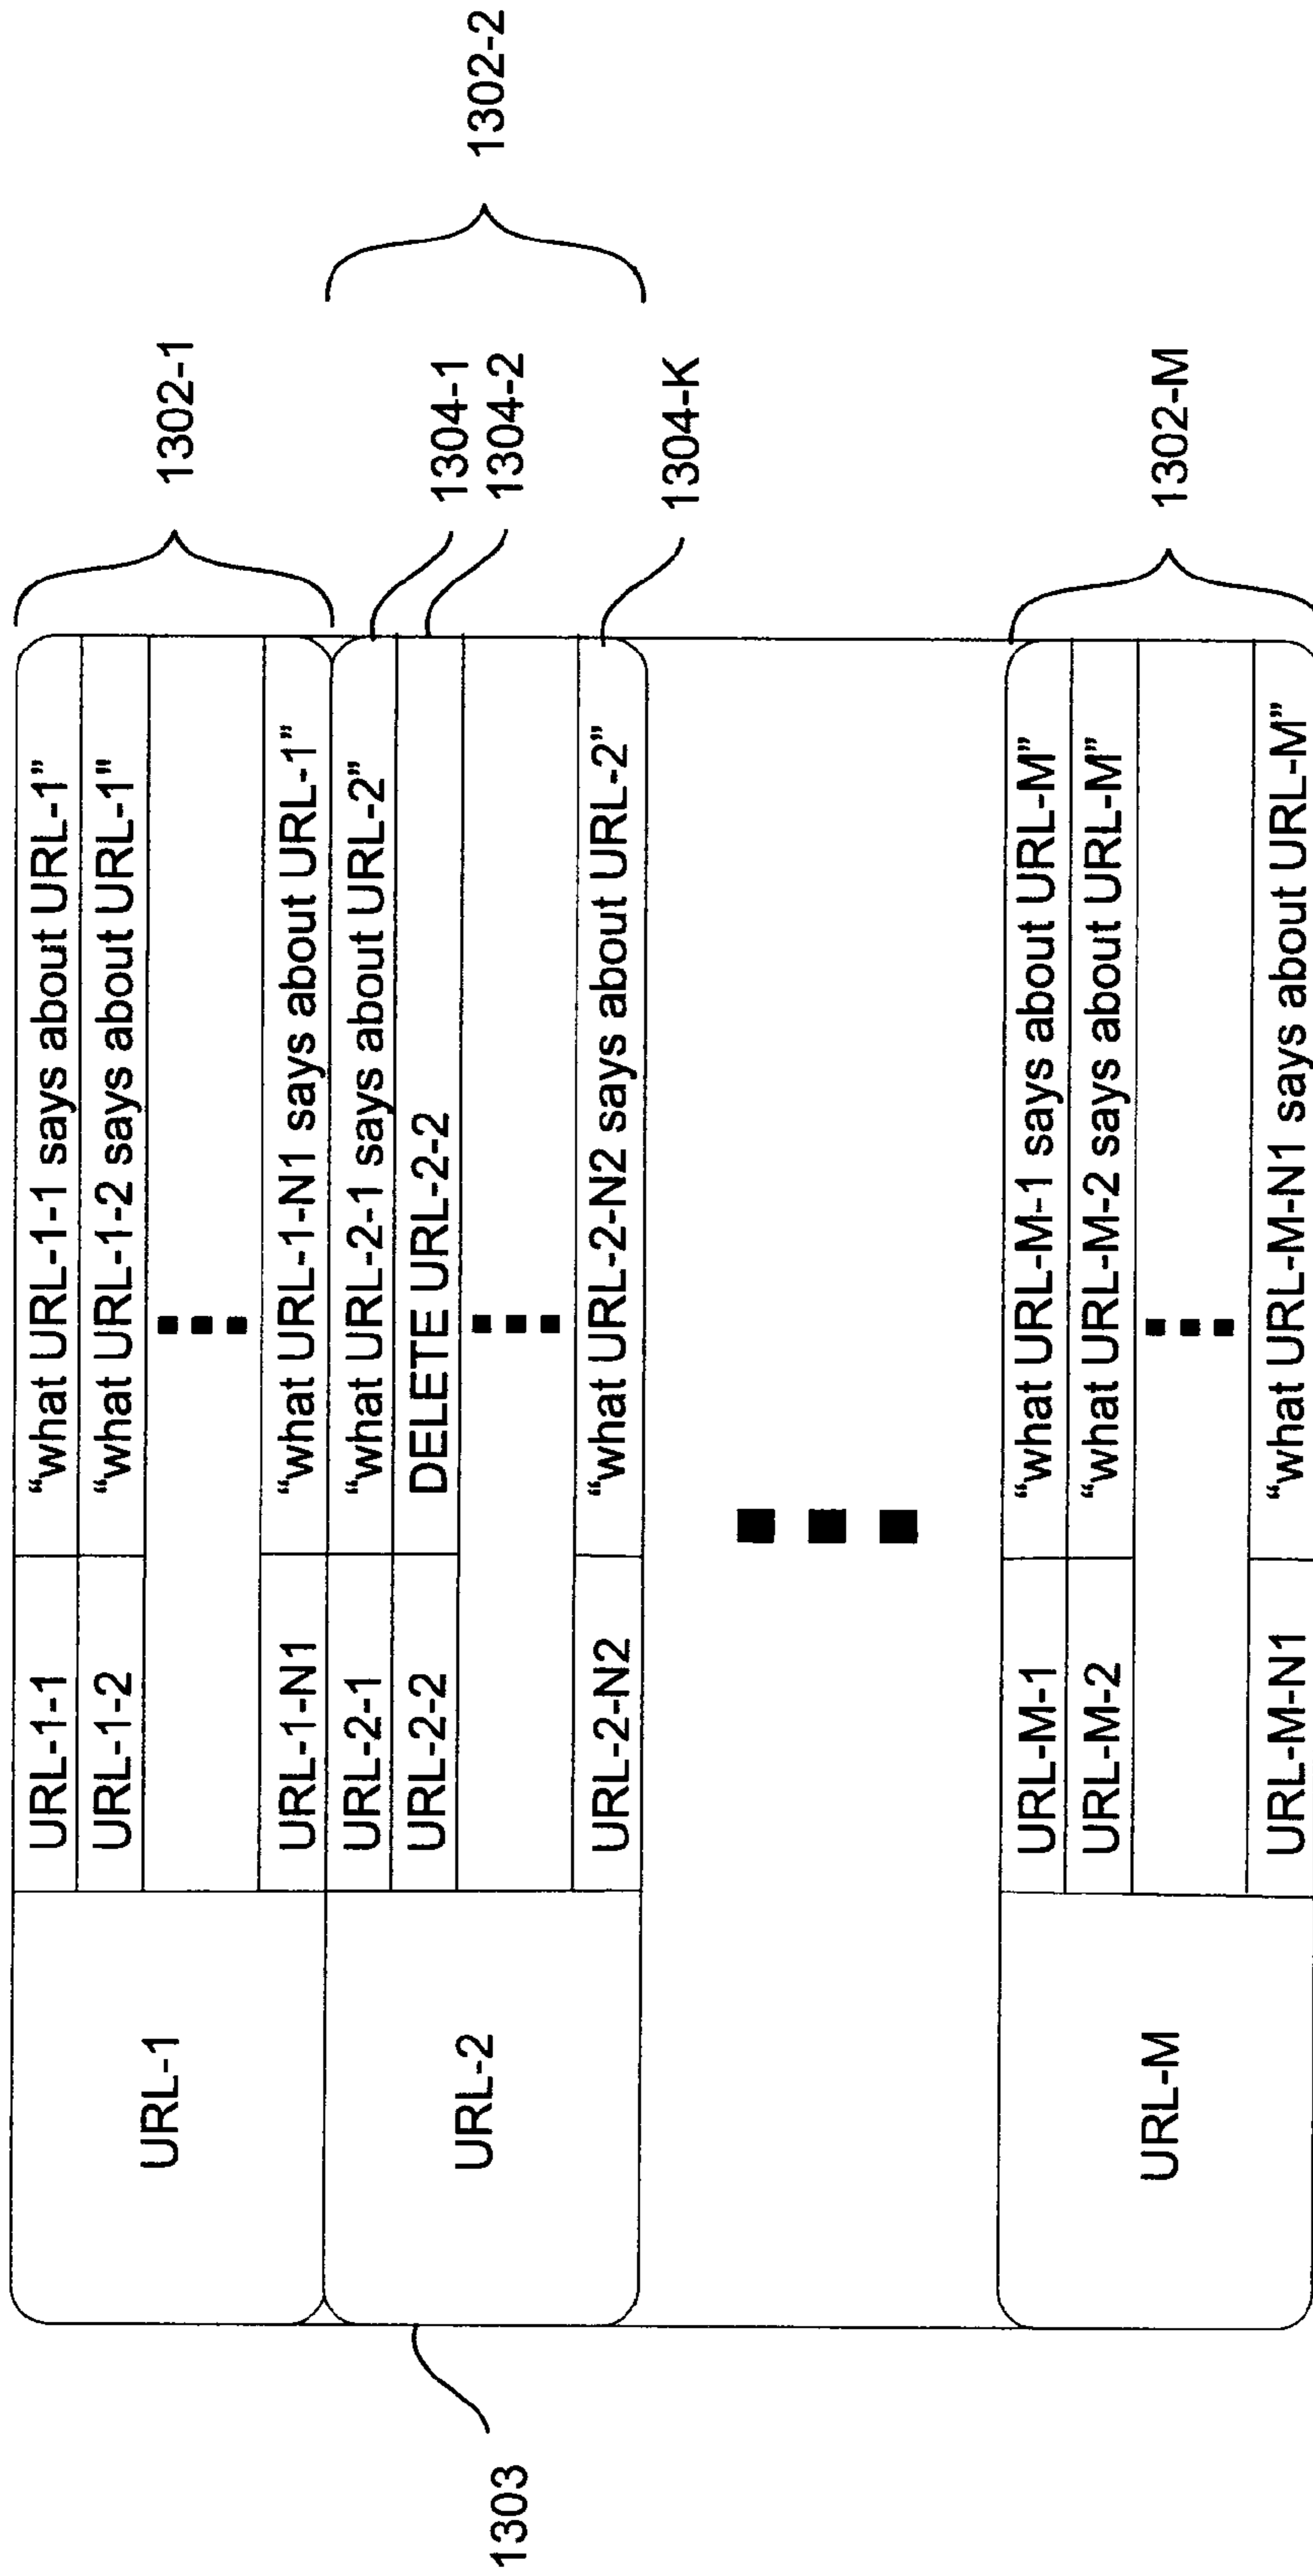 URL-1
URL-1-1
“what URL-1-1 says about URL-1”
URL-1-2
“what URL-1-2 says about URL-1”
URL-1-N1
“what URL-1-N1 says about URL-1”
1302-1
1303
URL-2
URL-2-1
“what URL-2-1 says about URL-2”
1304-1
URL-2-2
DELETE URL-2-2
1304-2
URL-2-N2
“what URL-2-N2 says about URL-2”
1304-K
1302-2
URL-M
URL-M-1
“what URL-M-1 says about URL-M”
URL-M-2
“what URL-M-2 says about URL-M”
URL-M-N1
“what URL-M-N1 says about URL-M”
1302-M